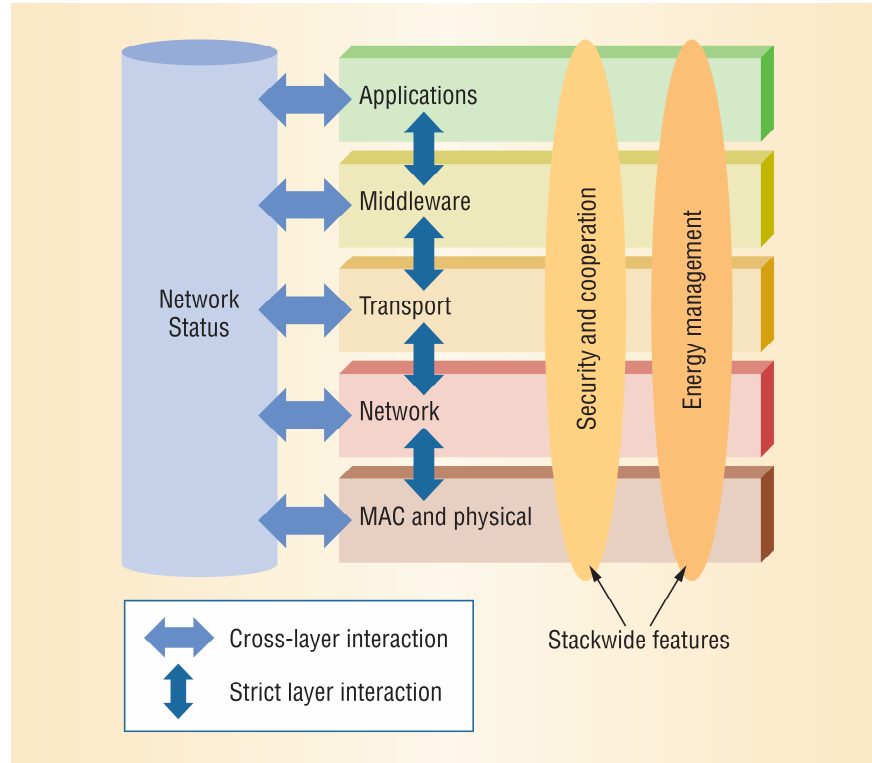 Applications
Middleware
Transport
Network
MAC and physical
Network
Status
Security and cooperation
Energy management
Stackwide features
Cross-layer interaction
Strict layer interaction